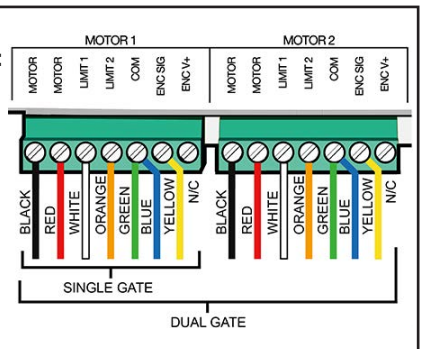 MOTOR 1
MOTOR 2
MOTOR
MOTOR
LIMIT 1
LIMIT 2
COM
ENC SIG
ENC V+
MOTOR
MOTOR
LIMIT 1
LIMIT 2
COM
ENC SIG
ENC V+
BLACK
RED
WHITE
ORANGE
GREEN
BLUE
YELLOW
N/C
BLACK
RED
WHITE
ORANGE
GREEN
BLUE
YELLOW
N/C
SINGLE GATE
DUAL GATE